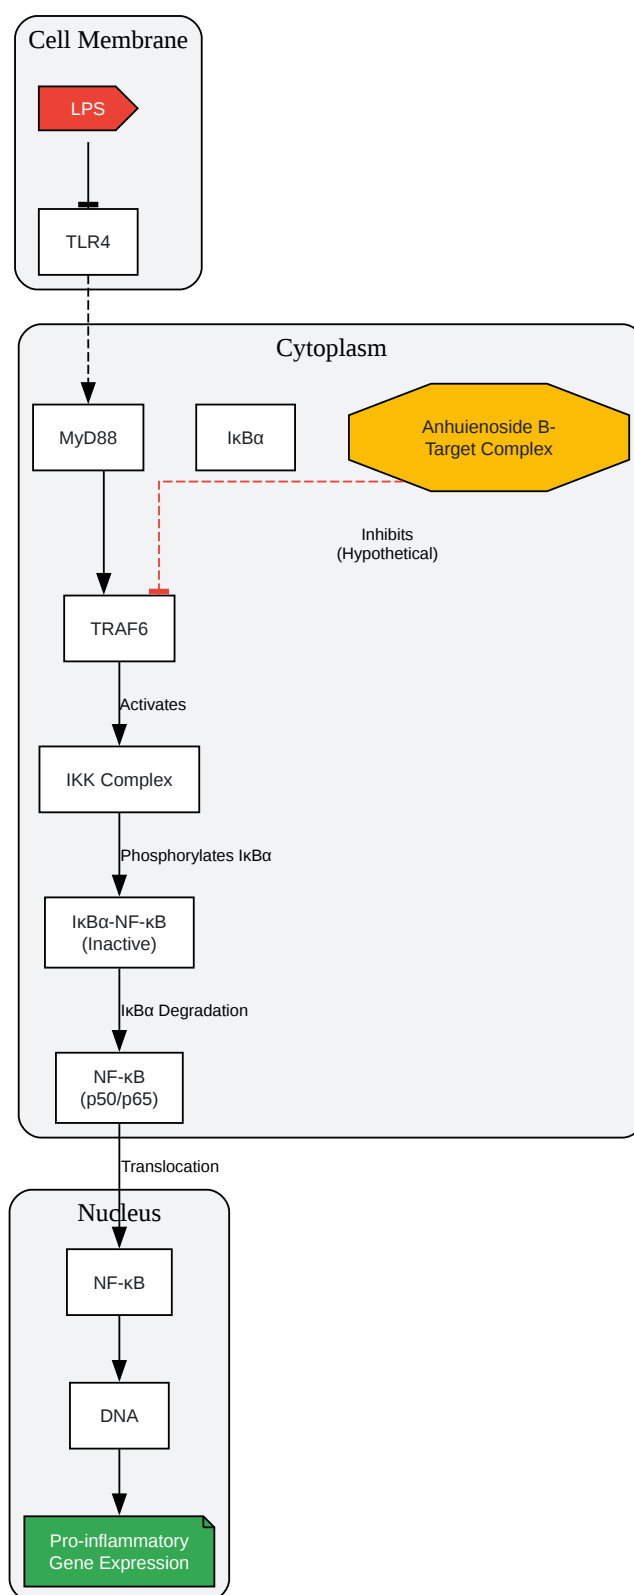 Cell Membrane
LPS
TLR4
Cytoplasm
MyD88
IκBα
Anhuienoside B-
Target Complex
Inhibits
(Hypothetical)
TRAF6
Activates
IKK Complex
Phosphorylates IκBα
IκBα-NF-κB
(Inactive)
IκBα Degradation
NF-κB
(p50/p65)
Translocation
Nucleus
NF-κB
DNA
Pro-inflammatory
Gene Expression